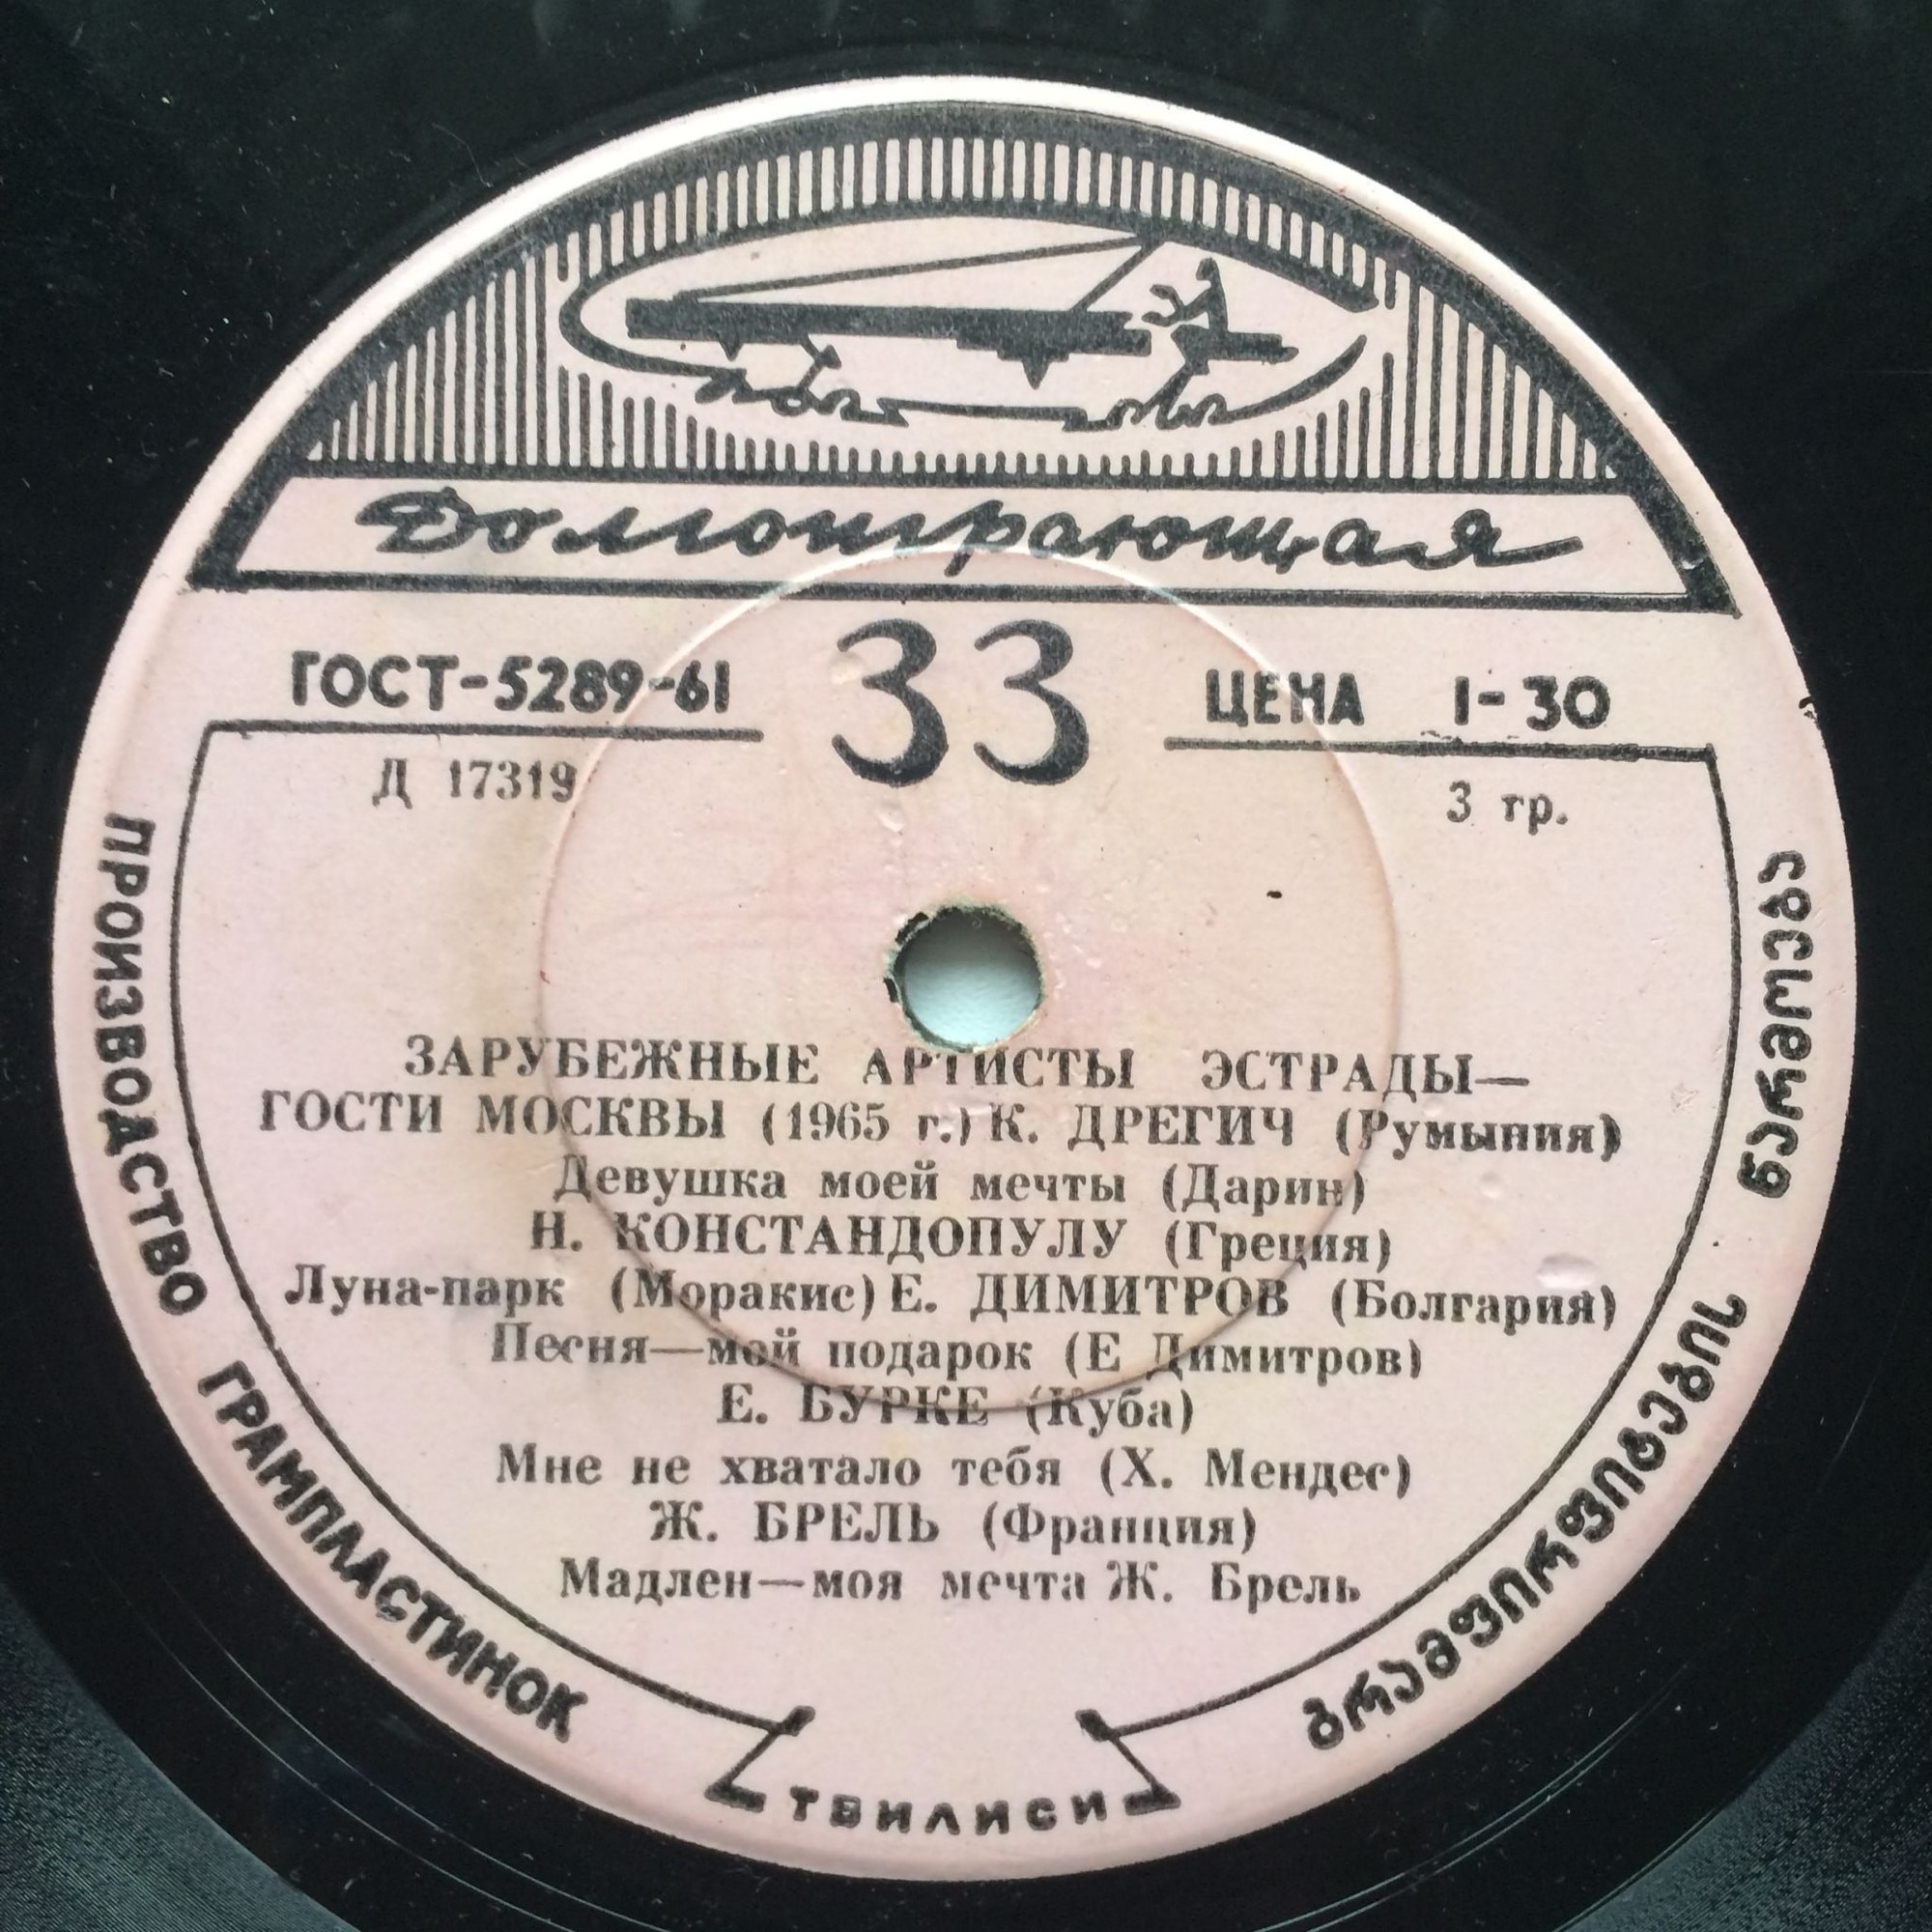 Долгоиграющая
ГОСТ-5289-61 33 ЦЕНА 1-30
Д 17319 3 гр.
ЗАРУБЕЖНЫЕ АРТИСТЫ ЭСТРАДЫ—
ГОСТИ МОСКВЫ (1965 г.) К. ДРЕГИЧ (Румыния)
Девушка моей мечты (Дарин)
Н. КОНСТАНДОПУЛУ (Греция)
Луна-парк (Моракис) Е. ДИМИТРОВ (Болгария)
Песня—мой подарок (Е Димитров)
Е. БУРКЕ (Куба)
Мне не хватало тебя (Х. Мендес)
Ж. БРЕЛЬ (Франция)
Мадлен—моя мечта Ж. Брель
ПРОИЗВОДСТВО ГРАМПЛАСТИНОК
ТБИЛИСИ
გრამფირფიტების წარმოება